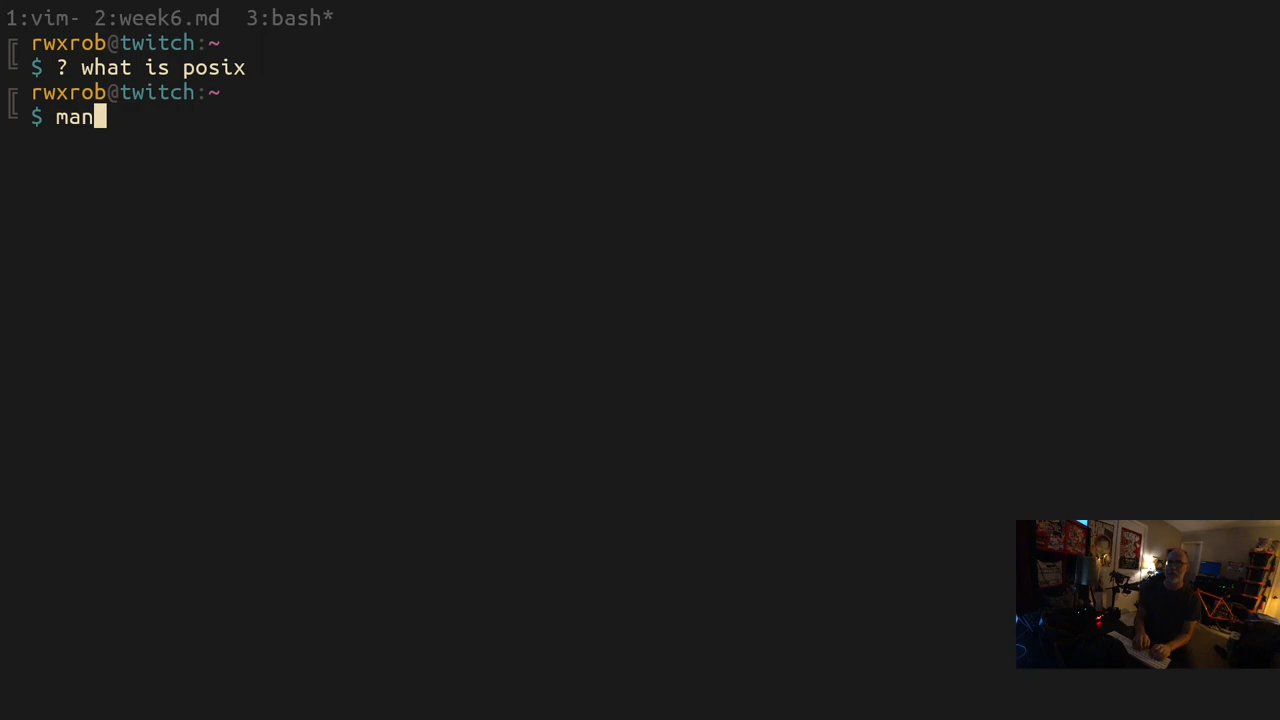 1:vim- 2:week6.md  3:bash*
rwxrob@twitch:~
$ ? what is posix
rwxrob@twitch:~
$ man